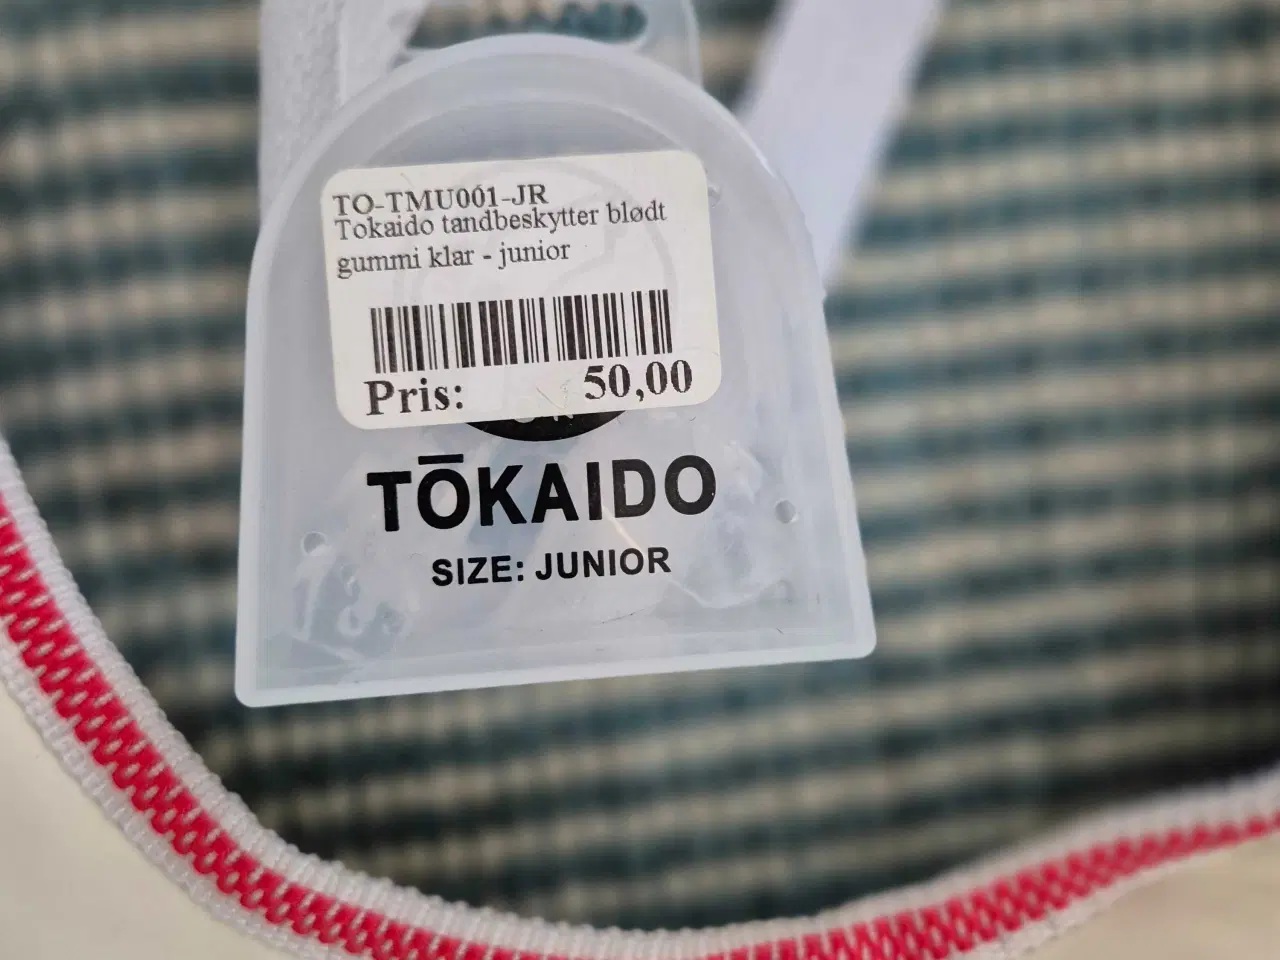 TO-TMU001-JR
Tokaido tandbeskytter blødt
gummi klar - junior
Pris: 50,00
TŌKAIDO
SIZE: JUNIOR